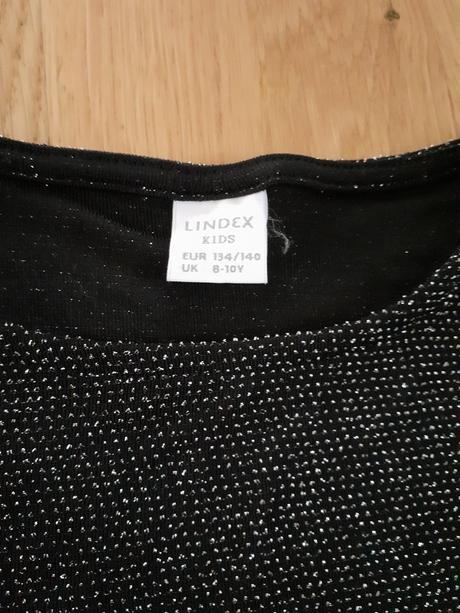 LINDEX
KIDS
EUR 134/140
UK 8-10Y